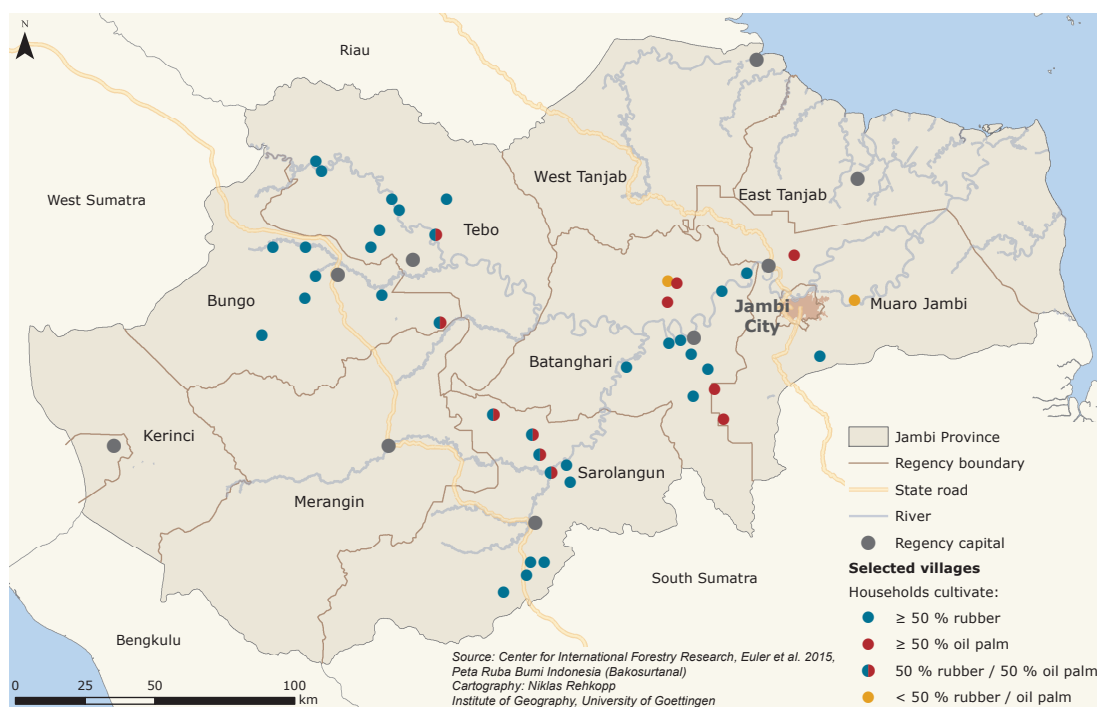 N
Riau
West Sumatra
West Tanjab
East Tanjab
Tebo
Bungo
Muaro Jambi
Jambi
City
Batanghari
Kerinci
Sarolangun
Merangin
South Sumatra
Bengkulu
Jambi Province
Regency boundary
State road
River
Regency capital
Selected villages
Households cultivate:
≥ 50 % rubber
≥ 50 % oil palm
50 % rubber / 50 % oil palm
< 50 % rubber / oil palm
Source: Center for International Forestry Research, Euler et al. 2015,
Peta Ruba Bumi Indonesia (Bakosurtanal)
Cartography: Niklas Rehkopp
Institute of Geography, University of Goettingen
0 25 50 100
km